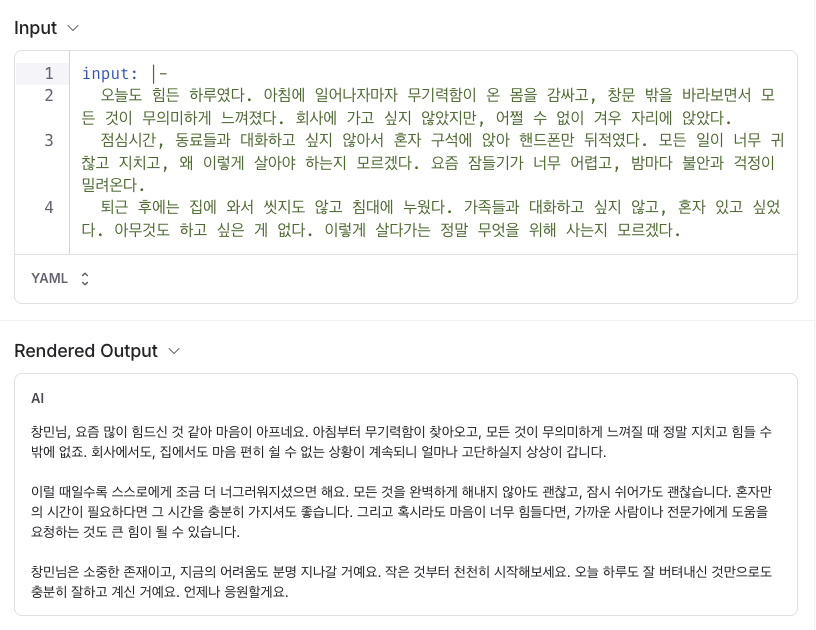 Input
1 input: |-
2 오늘도 힘든 하루였다. 아침에 일어나자마자 무기력함이 온 몸을 감싸고, 창문 밖을 바라보면서 모
든 것이 무의미하게 느껴졌다. 회사에 가고 싶지 않았지만, 어쩔 수 없이 겨우 자리에 앉았다.
3 점심시간, 동료들과 대화하고 싶지 않아서 혼자 구석에 앉아 핸드폰만 뒤적였다. 모든 일이 너무 귀
찮고 지치고, 왜 이렇게 살아야 하는지 모르겠다. 요즘 잠들기가 너무 어렵고, 밤마다 불안과 걱정이
밀려온다.
4 퇴근 후에는 집에 와서 씻지도 않고 침대에 누웠다. 가족들과 대화하고 싶지 않고, 혼자 있고 싶었
다. 아무것도 하고 싶은 게 없다. 이렇게 살다가는 정말 무엇을 위해 사는지 모르겠다.
YAML
Rendered Output
AI
창민님, 요즘 많이 힘드신 것 같아 마음이 아프네요. 아침부터 무기력함이 찾아오고, 모든 것이 무의미하게 느껴질 때 정말 지치고 힘들 수
밖에 없죠. 회사에서도, 집에서도 마음 편히 쉴 수 없는 상황이 계속되니 얼마나 고단하실지 상상이 갑니다.
이럴 때일수록 스스로에게 조금 더 너그러워지셨으면 해요. 모든 것을 완벽하게 해내지 않아도 괜찮고, 잠시 쉬어가도 괜찮습니다. 혼자만
의 시간이 필요하다면 그 시간을 충분히 가지셔도 좋습니다. 그리고 혹시라도 마음이 너무 힘들다면, 가까운 사람이나 전문가에게 도움을
요청하는 것도 큰 힘이 될 수 있습니다.
창민님은 소중한 존재이고, 지금의 어려움도 분명 지나갈 거예요. 작은 것부터 천천히 시작해보세요. 오늘 하루도 잘 버텨내신 것만으로도
충분히 잘하고 계신 거예요. 언제나 응원할게요.